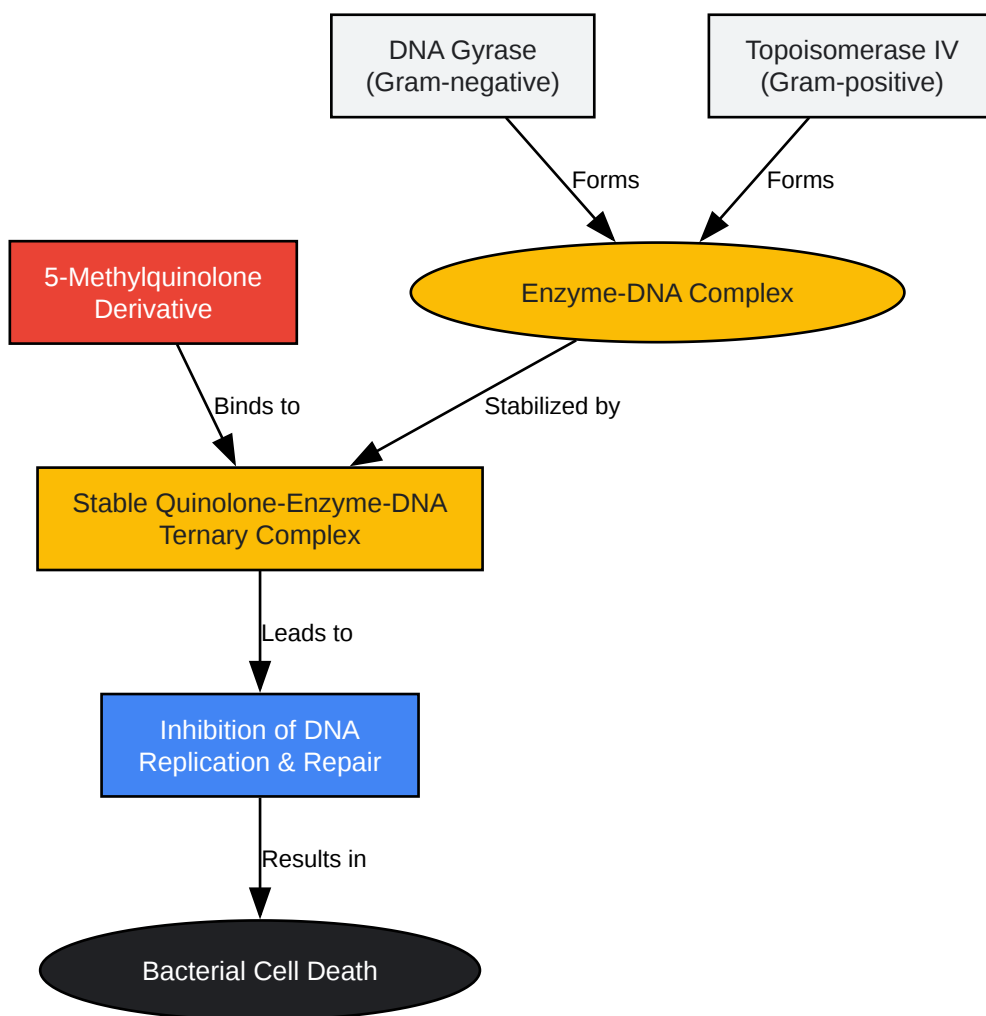 DNA Gyrase
(Gram-negative)
Topoisomerase IV
(Gram-positive)
Forms
Forms
5-Methylquinolone
Derivative
Enzyme-DNA Complex
Binds to
Stabilized by
Stable Quinolone-Enzyme-DNA
Ternary Complex
Leads to
Inhibition of DNA
Replication & Repair
Results in
Bacterial Cell Death